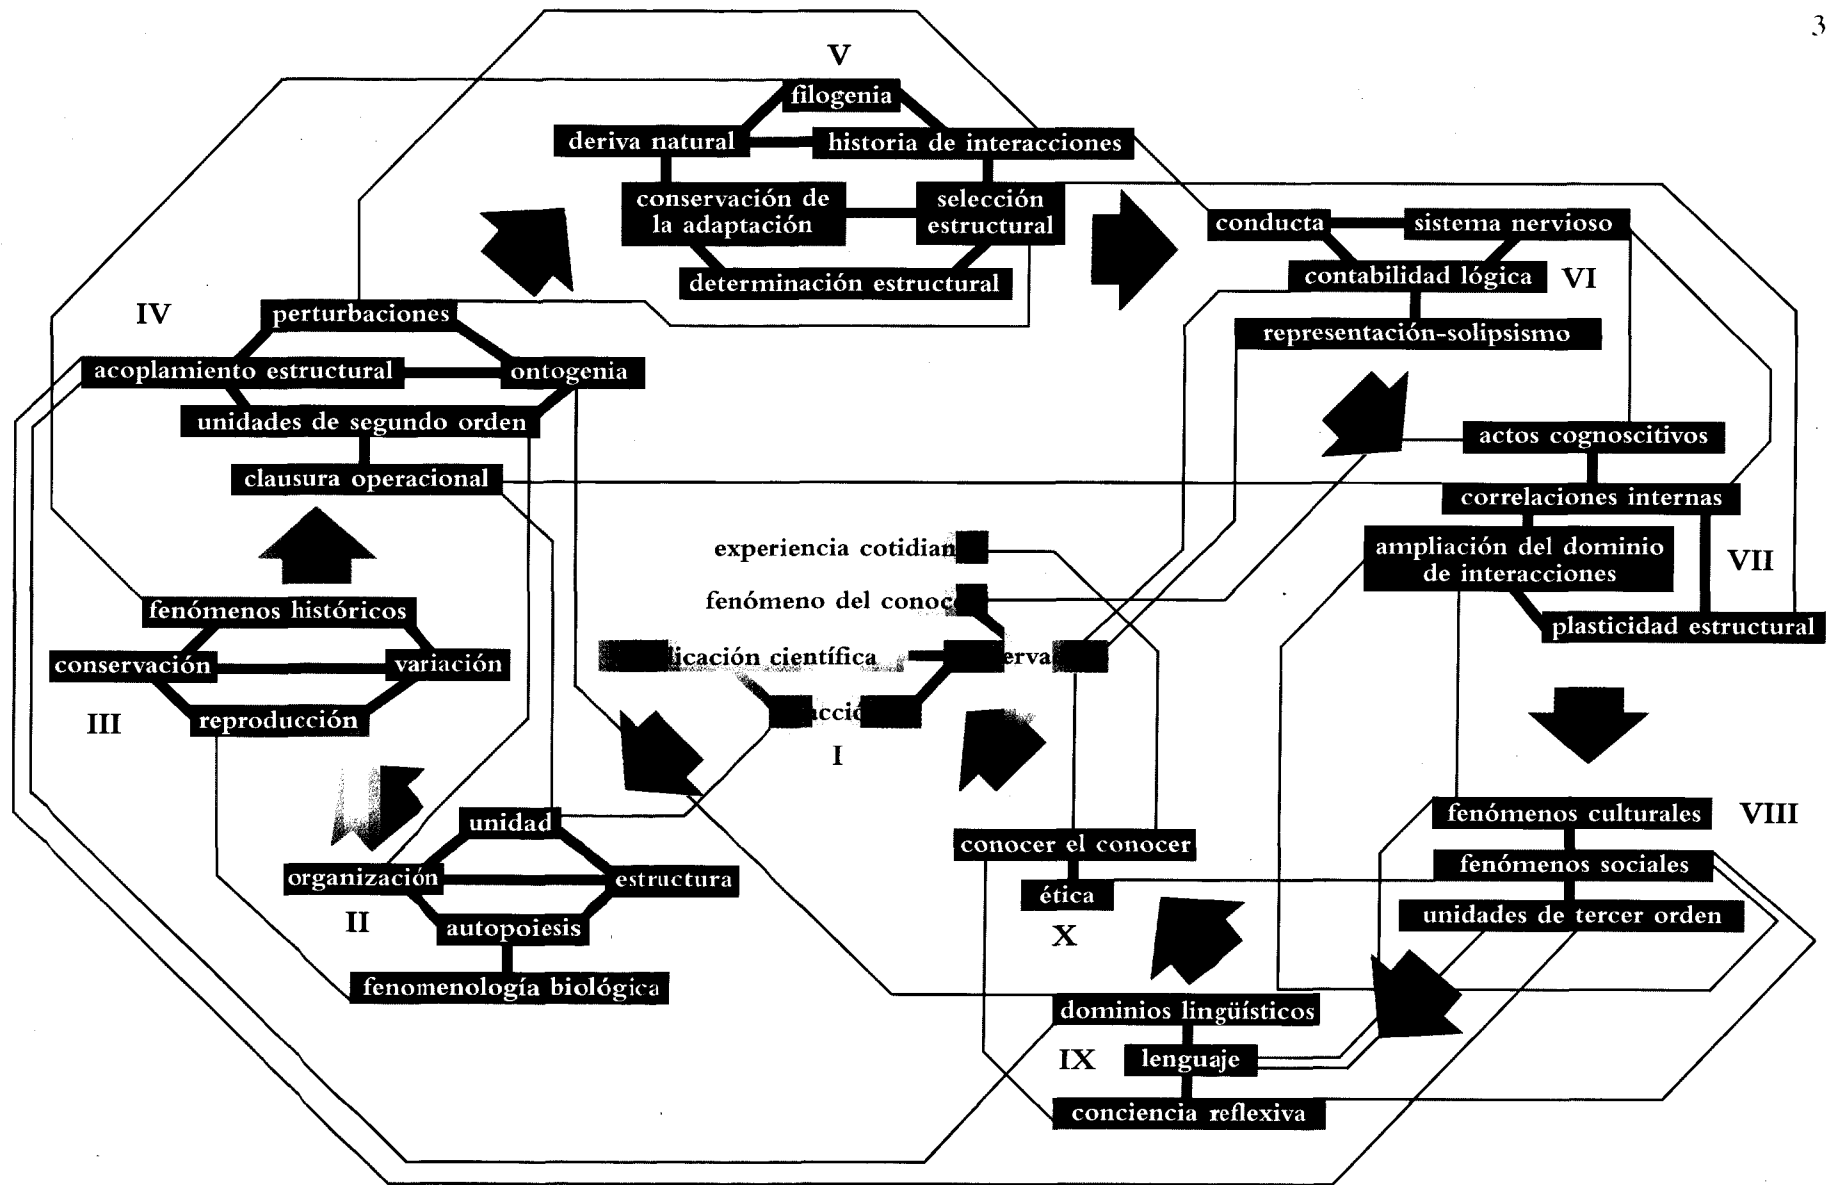 3
V
filogenia
deriva natural
historia de interacciones
conservación de
la adaptación
selección
estructural
determinación estructural
conducta
sistema nervioso
contabilidad lógica
VI
representación-solipsismo
IV
perturbaciones
acoplamiento estructural
ontogenia
unidades de segundo orden
clausura operacional
actos cognoscitivos
correlaciones internas
ampliación del dominio
de interacciones
VII
plasticidad estructural
experiencia
fenómeno del
científica
I
fenómenos históricos
conservación
variación
reproducción
III
unidad
organización
estructura
II
autopoiesis
fenomenología biológica
conocer el conocer
ética
X
fenómenos culturales
VIII
fenómenos sociales
unidades de tercer orden
dominios lingüísticos
IX
lenguaje
conciencia reflexiva